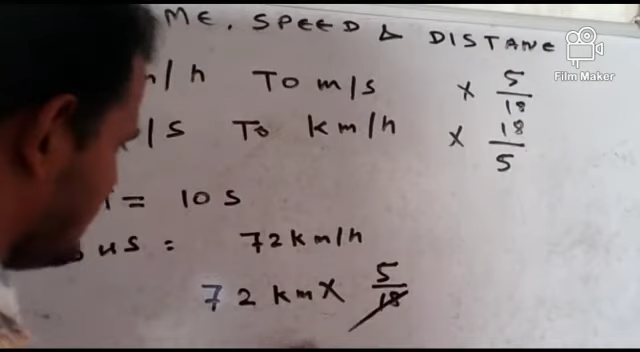 ME, SPEED & DISTANE
/h TO m/s × 5/18
/s To km/h × 18/5
= 10 s
us = 72 km/h
72 km × 5/18
Film Maker